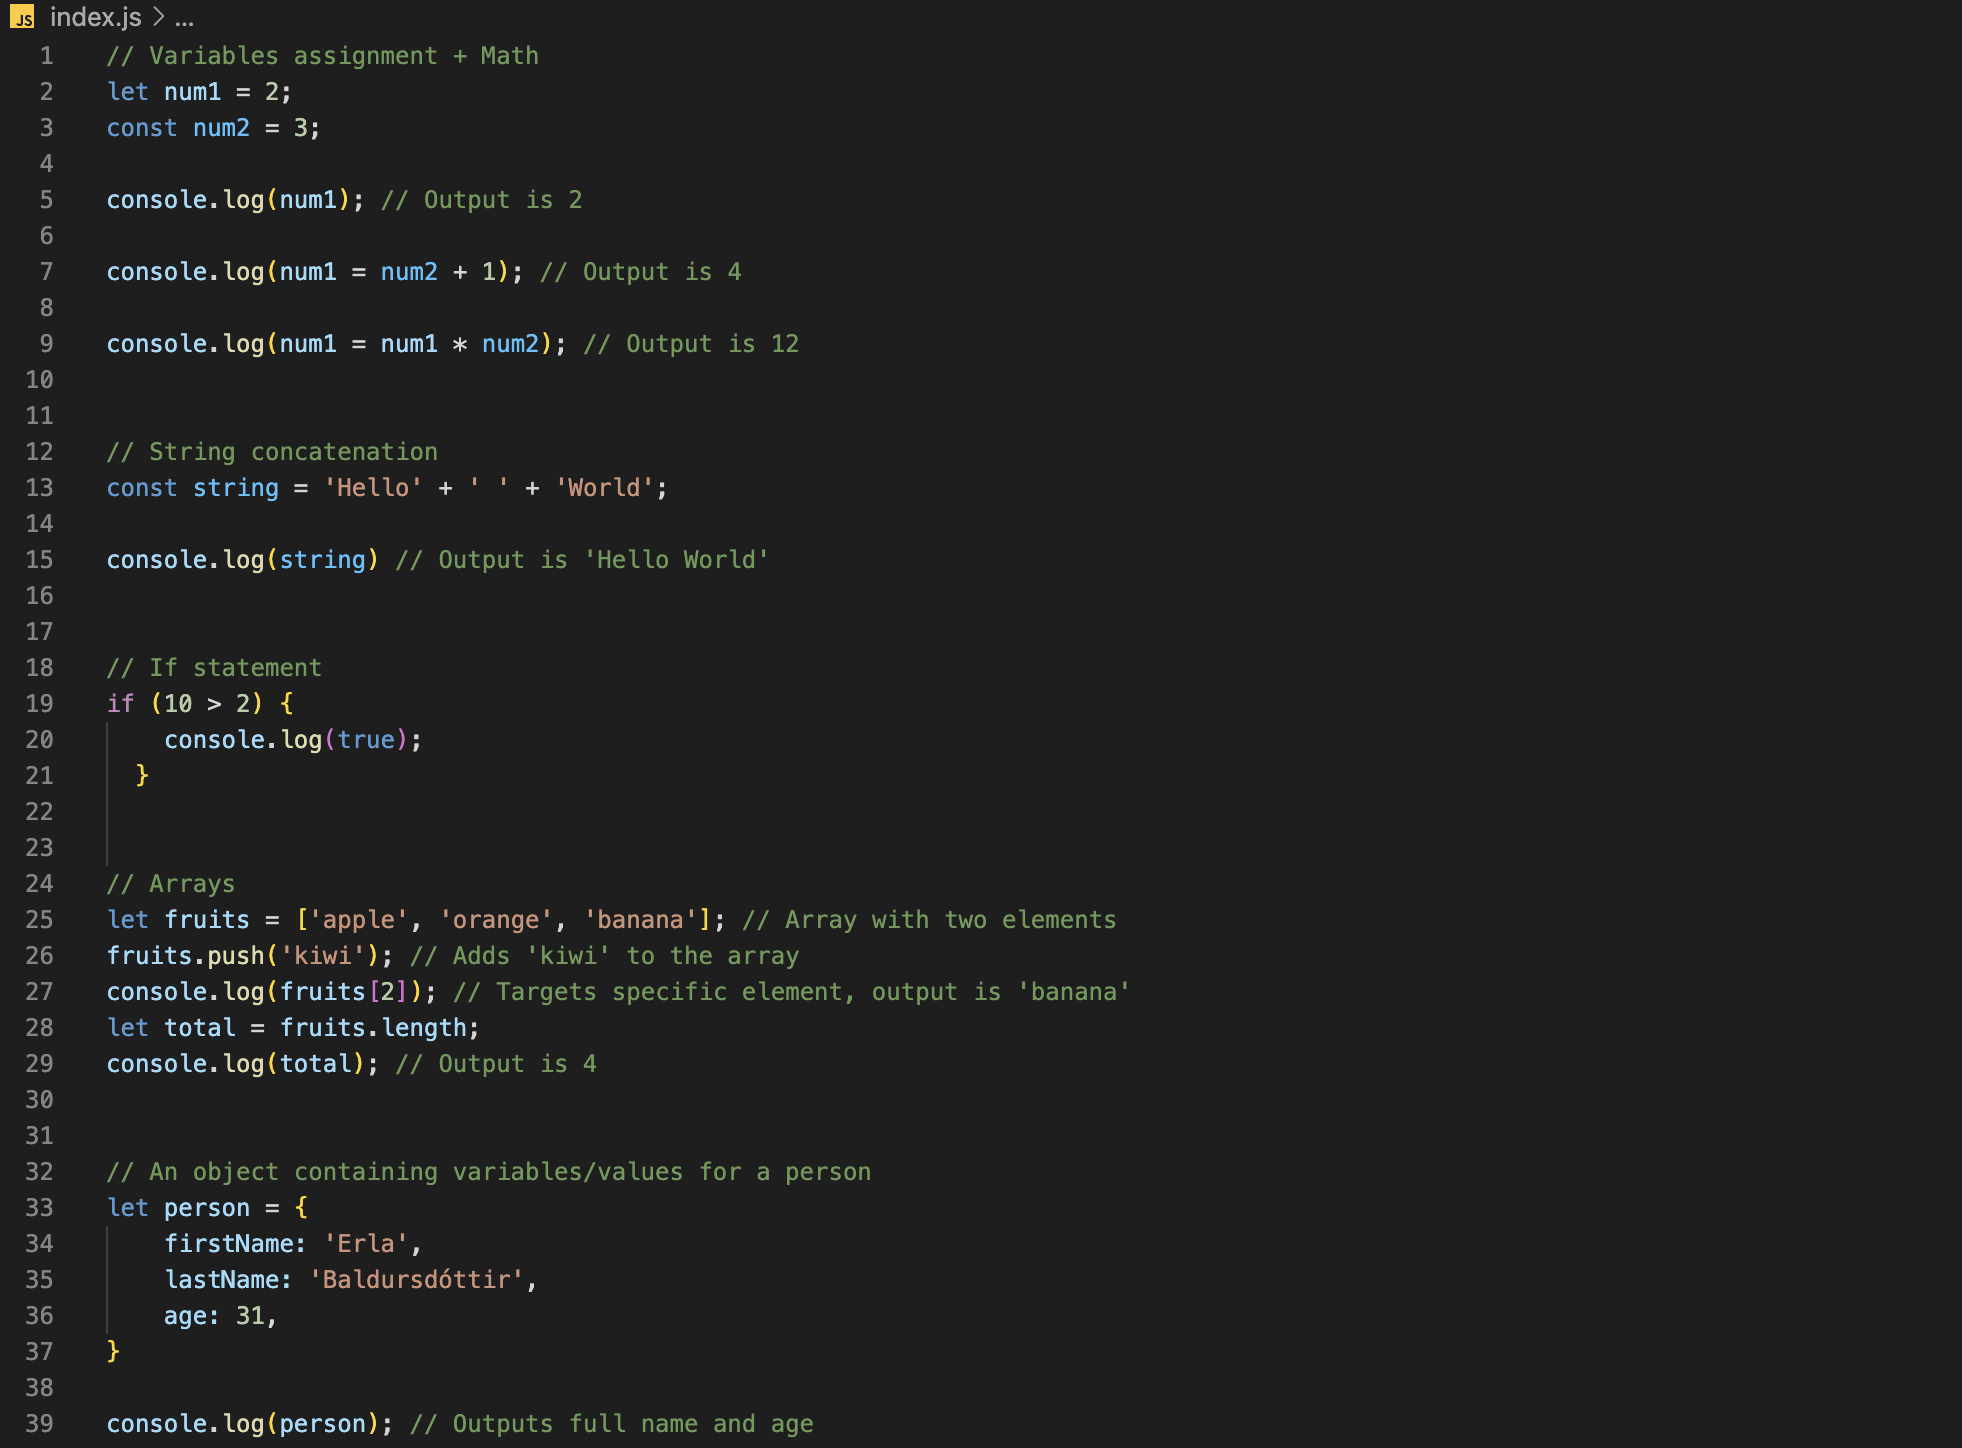 JS index.js > ...
1 // Variables assignment + Math
2 let num1 = 2;
3 const num2 = 3;
4
5 console.log(num1); // Output is 2
6
7 console.log(num1 = num2 + 1); // Output is 4
8
9 console.log(num1 = num1 * num2); // Output is 12
10
11
12 // String concatenation
13 const string = 'Hello' + ' ' + 'World';
14
15 console.log(string) // Output is 'Hello World'
16
17
18 // If statement
19 if (10 > 2) {
20     console.log(true);
21   }
22
23
24 // Arrays
25 let fruits = ['apple', 'orange', 'banana']; // Array with two elements
26 fruits.push('kiwi'); // Adds 'kiwi' to the array
27 console.log(fruits[2]); // Targets specific element, output is 'banana'
28 let total = fruits.length;
29 console.log(total); // Output is 4
30
31
32 // An object containing variables/values for a person
33 let person = {
34     firstName: 'Erla',
35     lastName: 'Baldursdóttir',
36     age: 31,
37 }
38
39 console.log(person); // Outputs full name and age